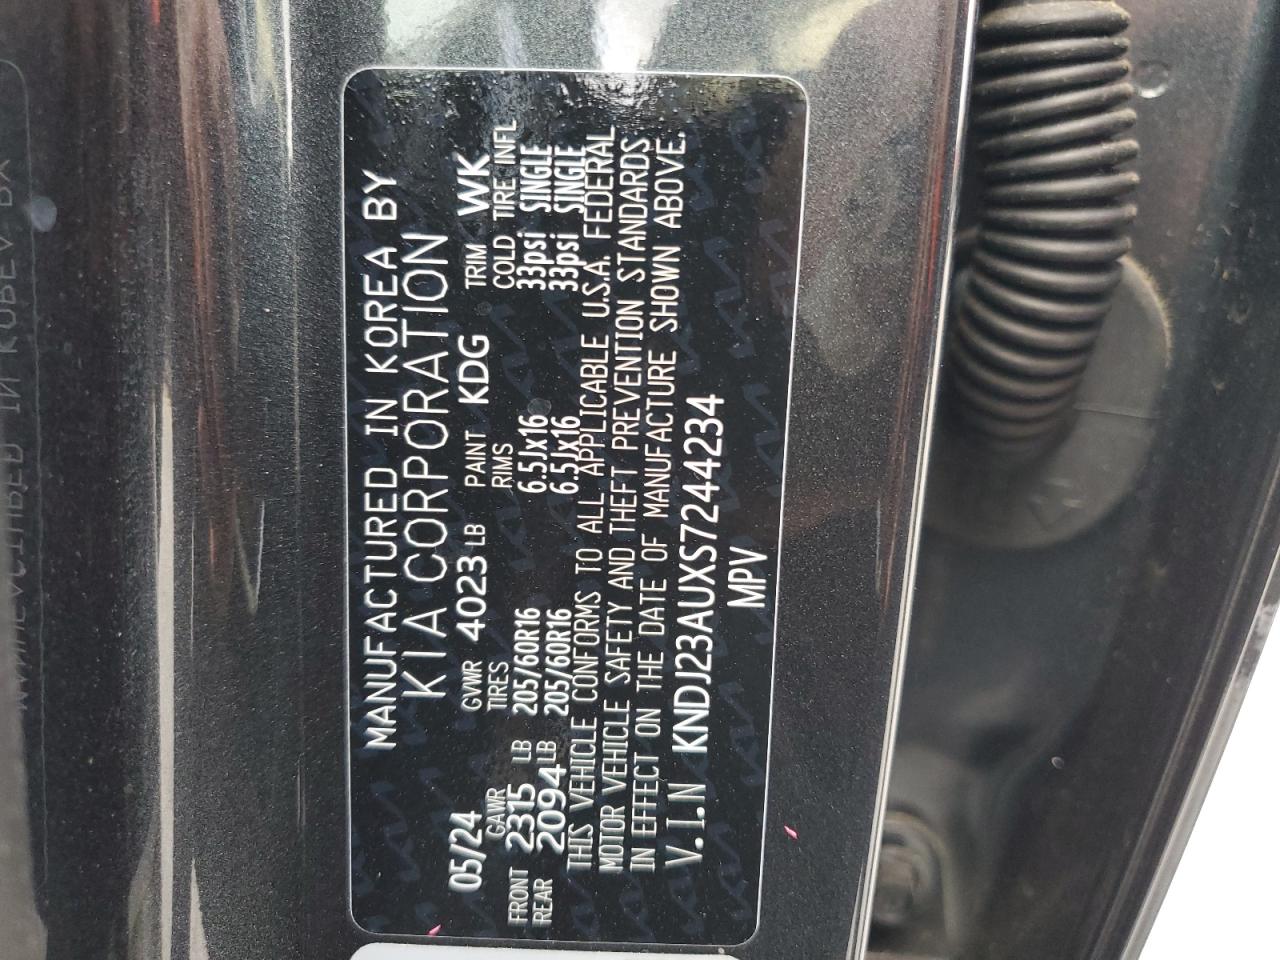 MANUFACTURED IN KOREA BY
KIA CORPORATION
05/24 GVWR 4023 LB PAINT KDG TRIM WK
GAWR TIRES RIMS COLD TIRE INFL
FRONT 2315 LB 205/60R16 6.5Jx16 33psi SINGLE
REAR 2094 LB 205/60R16 6.5Jx16 33psi SINGLE
THIS VEHICLE CONFORMS TO ALL APPLICABLE U.S.A. FEDERAL
MOTOR VEHICLE SAFETY AND THEFT PREVENTION STANDARDS
IN EFFECT ON THE DATE OF MANUFACTURE SHOWN ABOVE.
V.I.N KNDJ23AUXS7244234
MPV